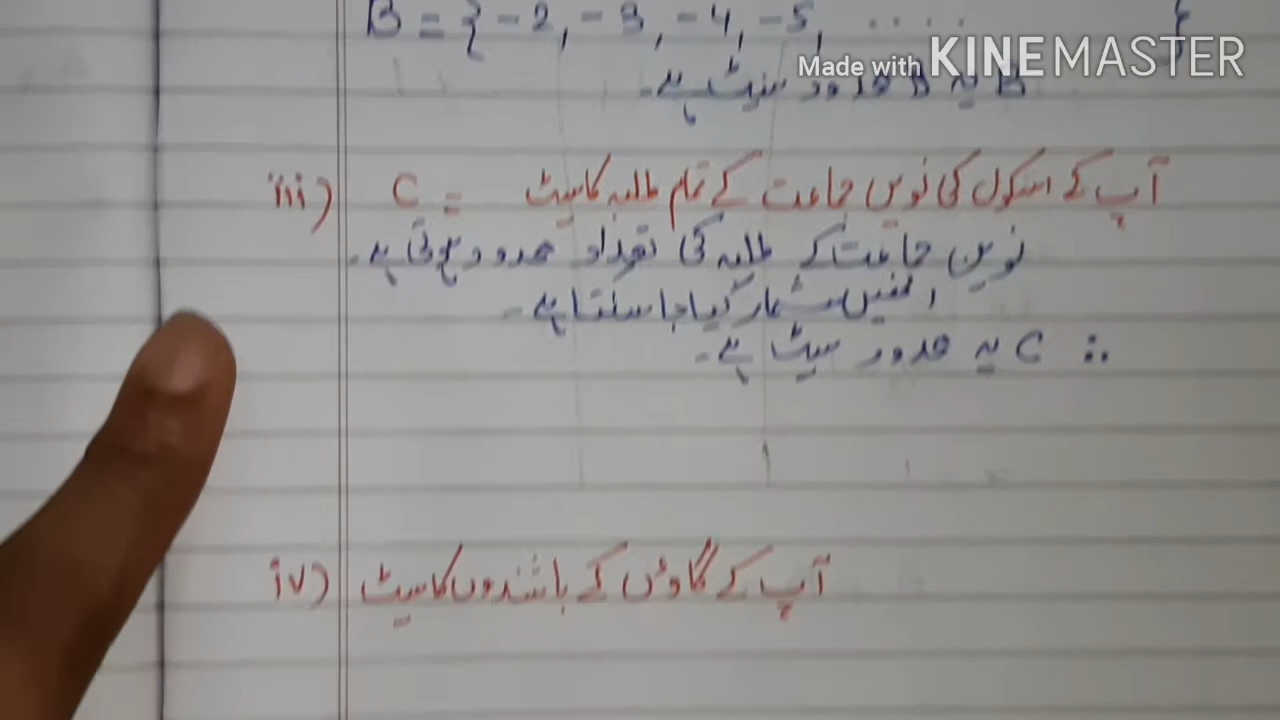 B = {-2, -3, -4, -5, ..... }
Made with KINEMASTER
B یہ سیٹ ہے۔
iii) C = آپ کے اسکول کی نویں جماعت کے تمام طلبہ کا سیٹ
نویں جماعت کے طلبہ کی تعداد محدود ہوتی ہے۔
انھیں شمار کیا جا سکتا ہے۔
∴ C یہ محدود سیٹ ہے۔
iv) آپ کے گاؤں کے باشندوں کا سیٹ